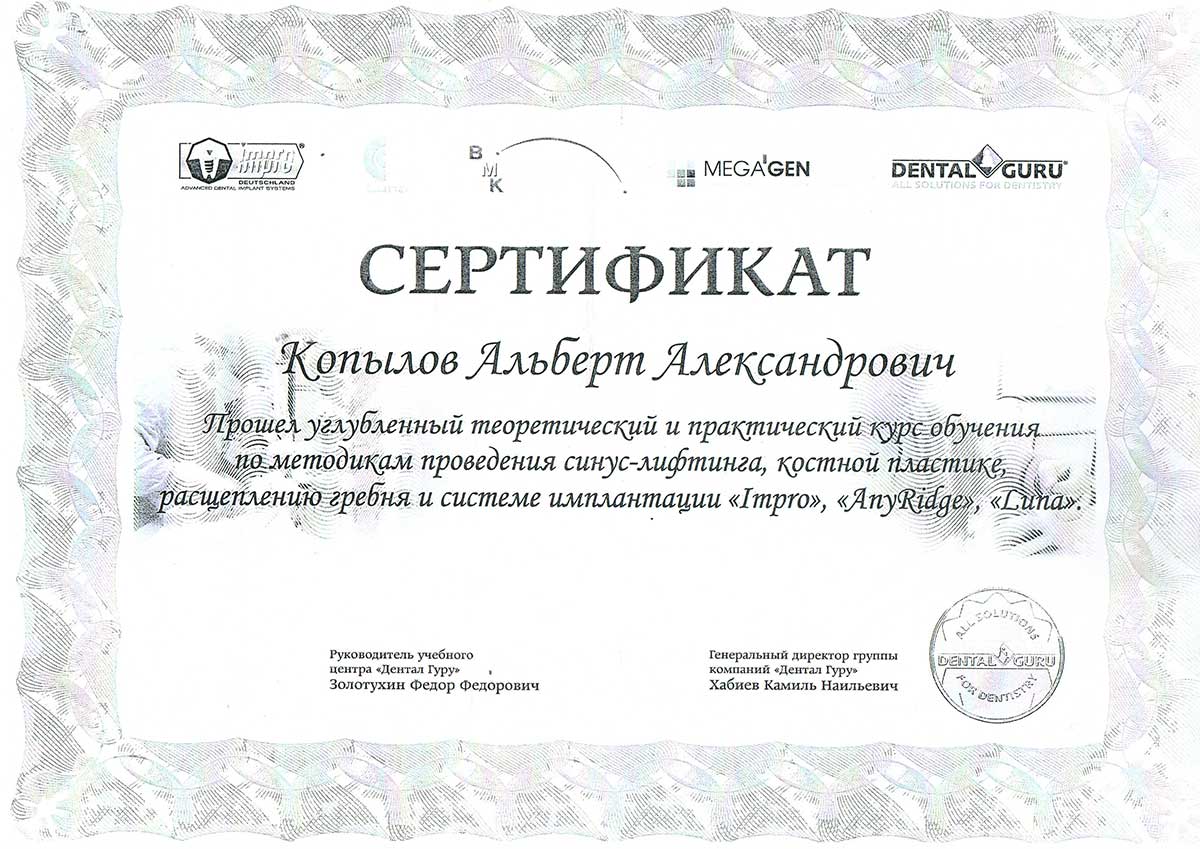 impro®
DEUTSCHLAND
ADVANCED DENTAL IMPLANT SYSTEMS
В
М
К
MEGA'GEN
DENTAL GURU®
ALL SOLUTIONS FOR DENTISTRY
СЕРТИФИКАТ
Копылов Альберт Александрович
Прошел углубленный теоретический и практический курс обучения
по методикам проведения синус-лифтинга, костной пластике,
расщеплению гребня и системе имплантации «Impro», «AnyRidge», «Luna».
Руководитель учебного
центра «Дентал Гуру»
Золотухин Федор Федорович
Генеральный директор группы
компаний «Дентал Гуру»
Хабиев Камиль Наильевич
ALL SOLUTIONS
DENTAL GURU
FOR DENTISTRY